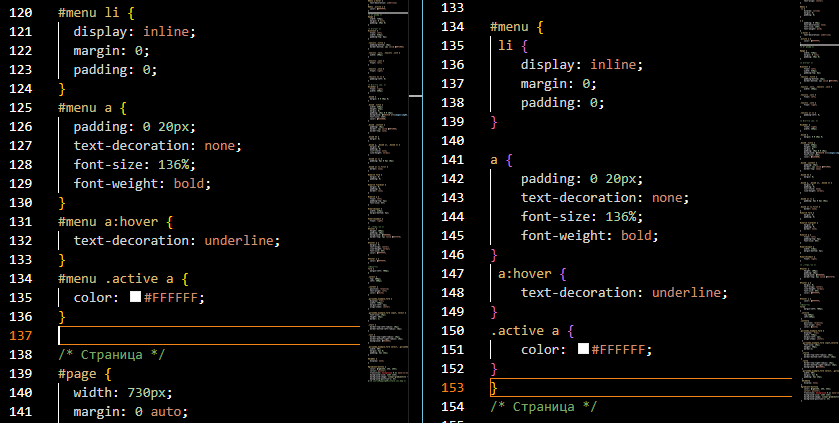 120 #menu li {
121 display: inline;
122 margin: 0;
123 padding: 0;
124 }
125 #menu a {
126 padding: 0 20px;
127 text-decoration: none;
128 font-size: 136%;
129 font-weight: bold;
130 }
131 #menu a:hover {
132 text-decoration: underline;
133 }
134 #menu .active a {
135 color: #FFFFFF;
136 }
137
138 /* Страница */
139 #page {
140 width: 730px;
141 margin: 0 auto;
133
134 #menu {
135 li {
136 display: inline;
137 margin: 0;
138 padding: 0;
139 }
140
141 a {
142 padding: 0 20px;
143 text-decoration: none;
144 font-size: 136%;
145 font-weight: bold;
146 }
147 a:hover {
148 text-decoration: underline;
149 }
150 .active a {
151 color: #FFFFFF;
152 }
153 }
154 /* Страница */